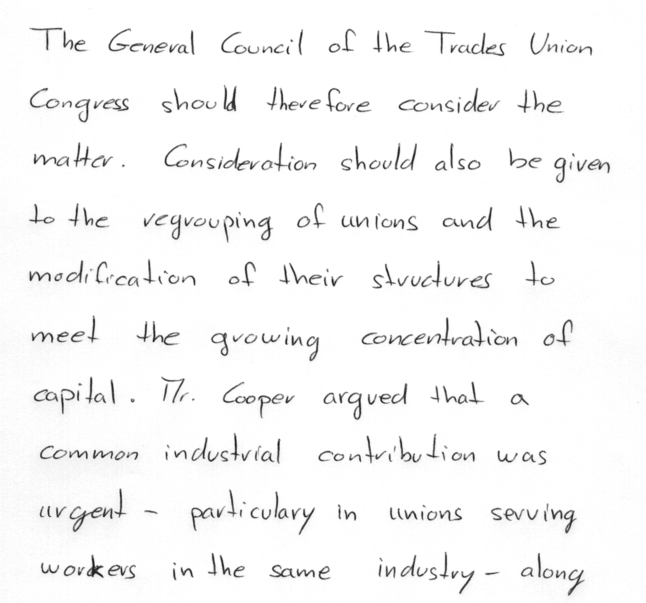 The General Council of the Trades Union
Congress should therefore consider the
matter. Consideration should also be given
to the regrouping of unions and the
modification of their structures to
meet the growing concentration of
capital. Mr. Cooper argued that a
common industrial contribution was
urgent - particulary in unions serving
workers in the same industry - along